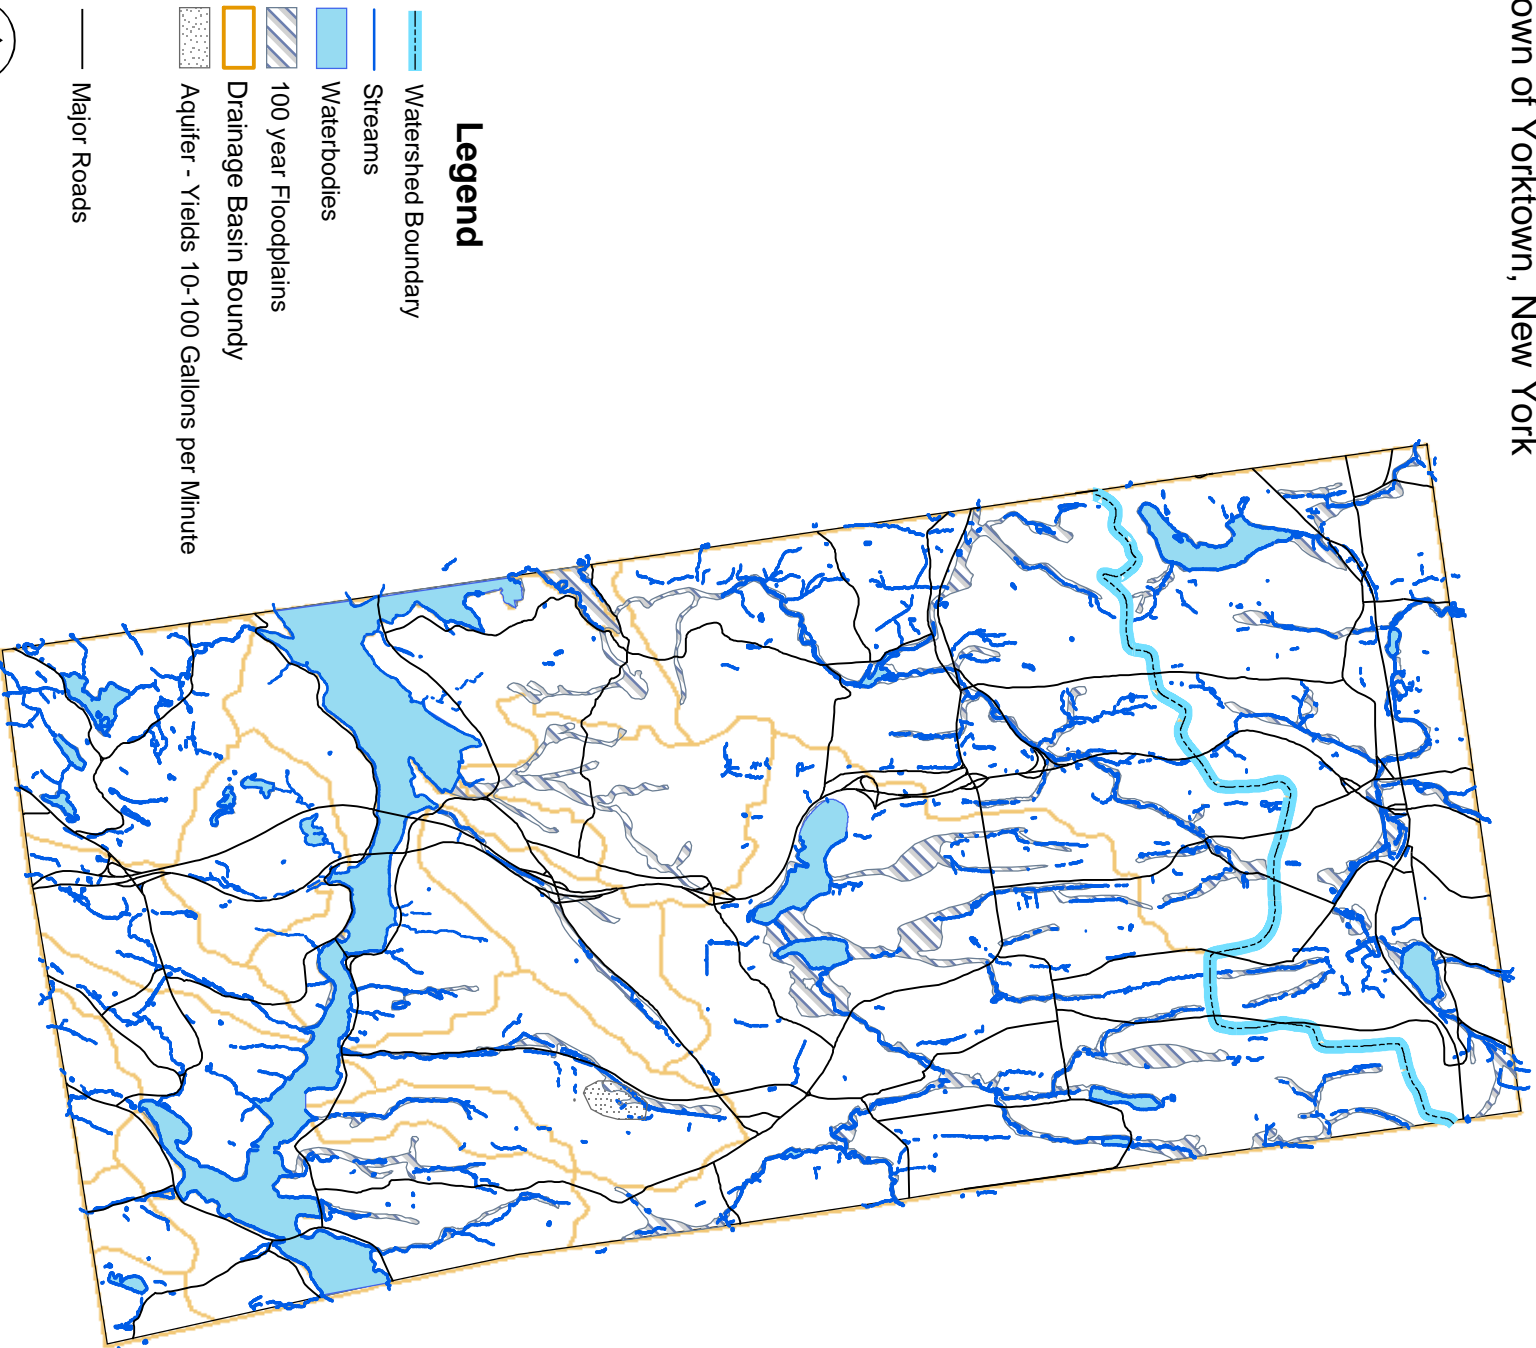 own of Yorktown, New York
Legend
Watershed Boundary
Streams
Waterbodies
100 year Floodplains
Drainage Basin Boundy
Aquifer - Yields 10-100 Gallons per Minute
Major Roads